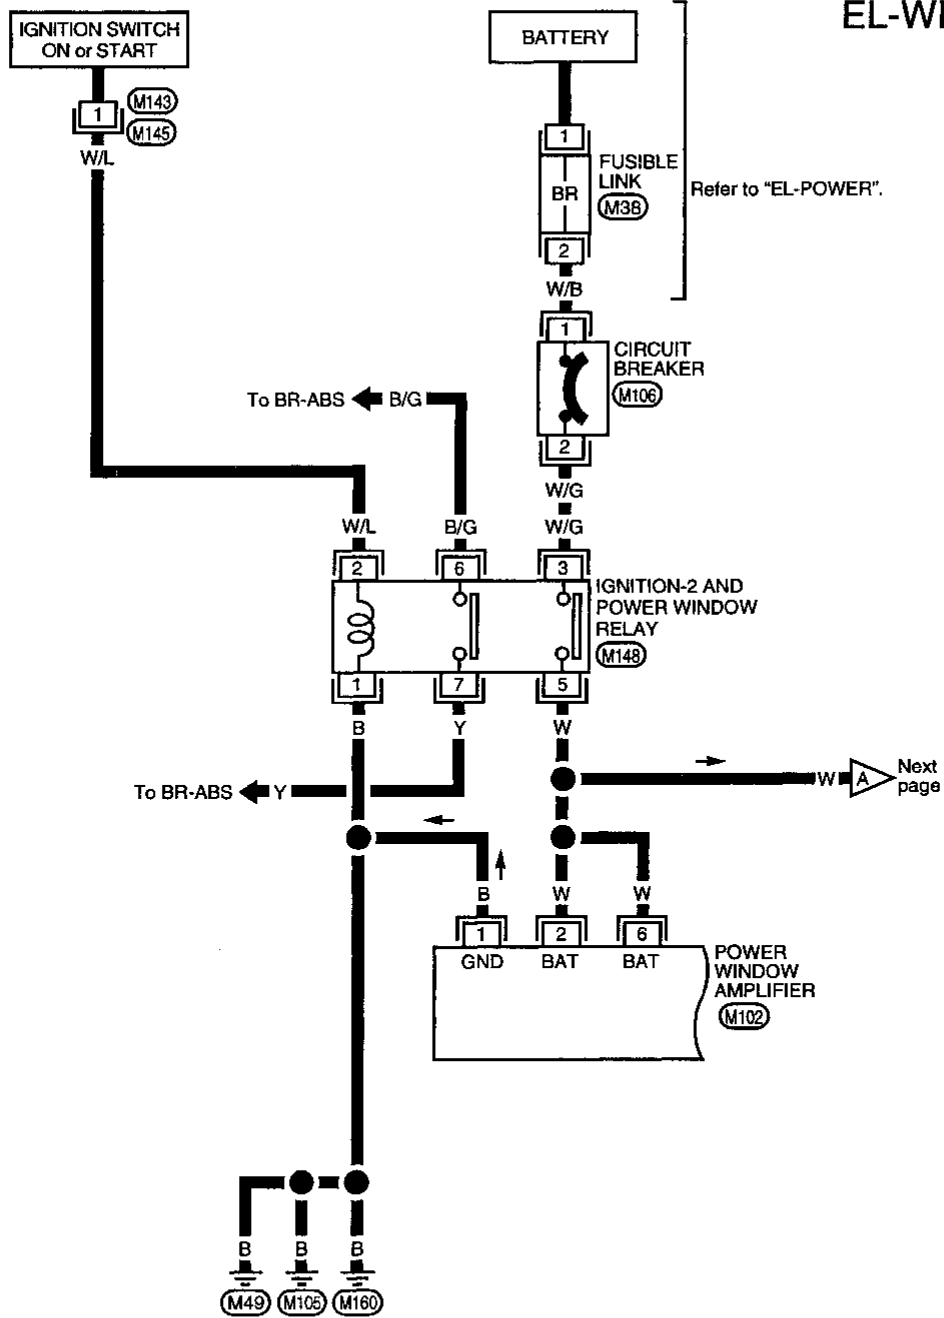 EL-WI
IGNITION SWITCH
ON or START
BATTERY
1
M143
M145
W/L
1
FUSIBLE
LINK
BR
M38
Refer to "EL-POWER".
2
W/B
1
CIRCUIT
BREAKER
M106
To BR-ABS
B/G
2
W/G
W/L
B/G
W/G
2
6
3
IGNITION-2 AND
POWER WINDOW
RELAY
M148
1
7
5
B
Y
W
W
A
Next
page
To BR-ABS
Y
B
W
W
1
2
6
GND
BAT
BAT
POWER
WINDOW
AMPLIFIER
M102
B
B
B
M49
M105
M160